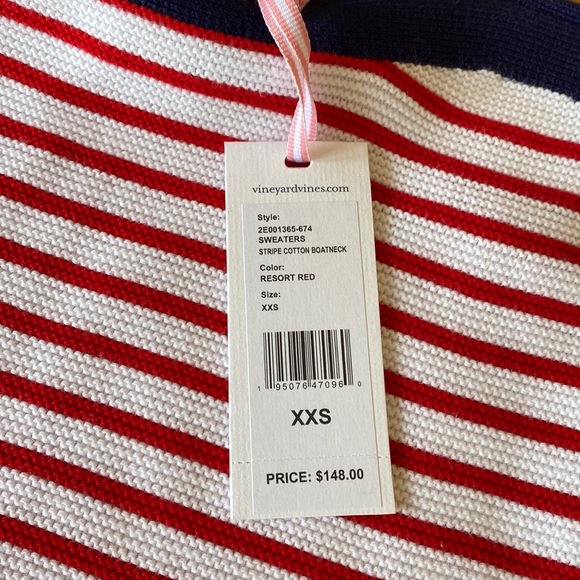 vineyardvines.com
Style:
2E001365-674
SWEATERS
STRIPE COTTON BOATNECK
Color:
RESORT RED
Size:
XXS
1 95076 47096 0
XXS
PRICE: $148.00